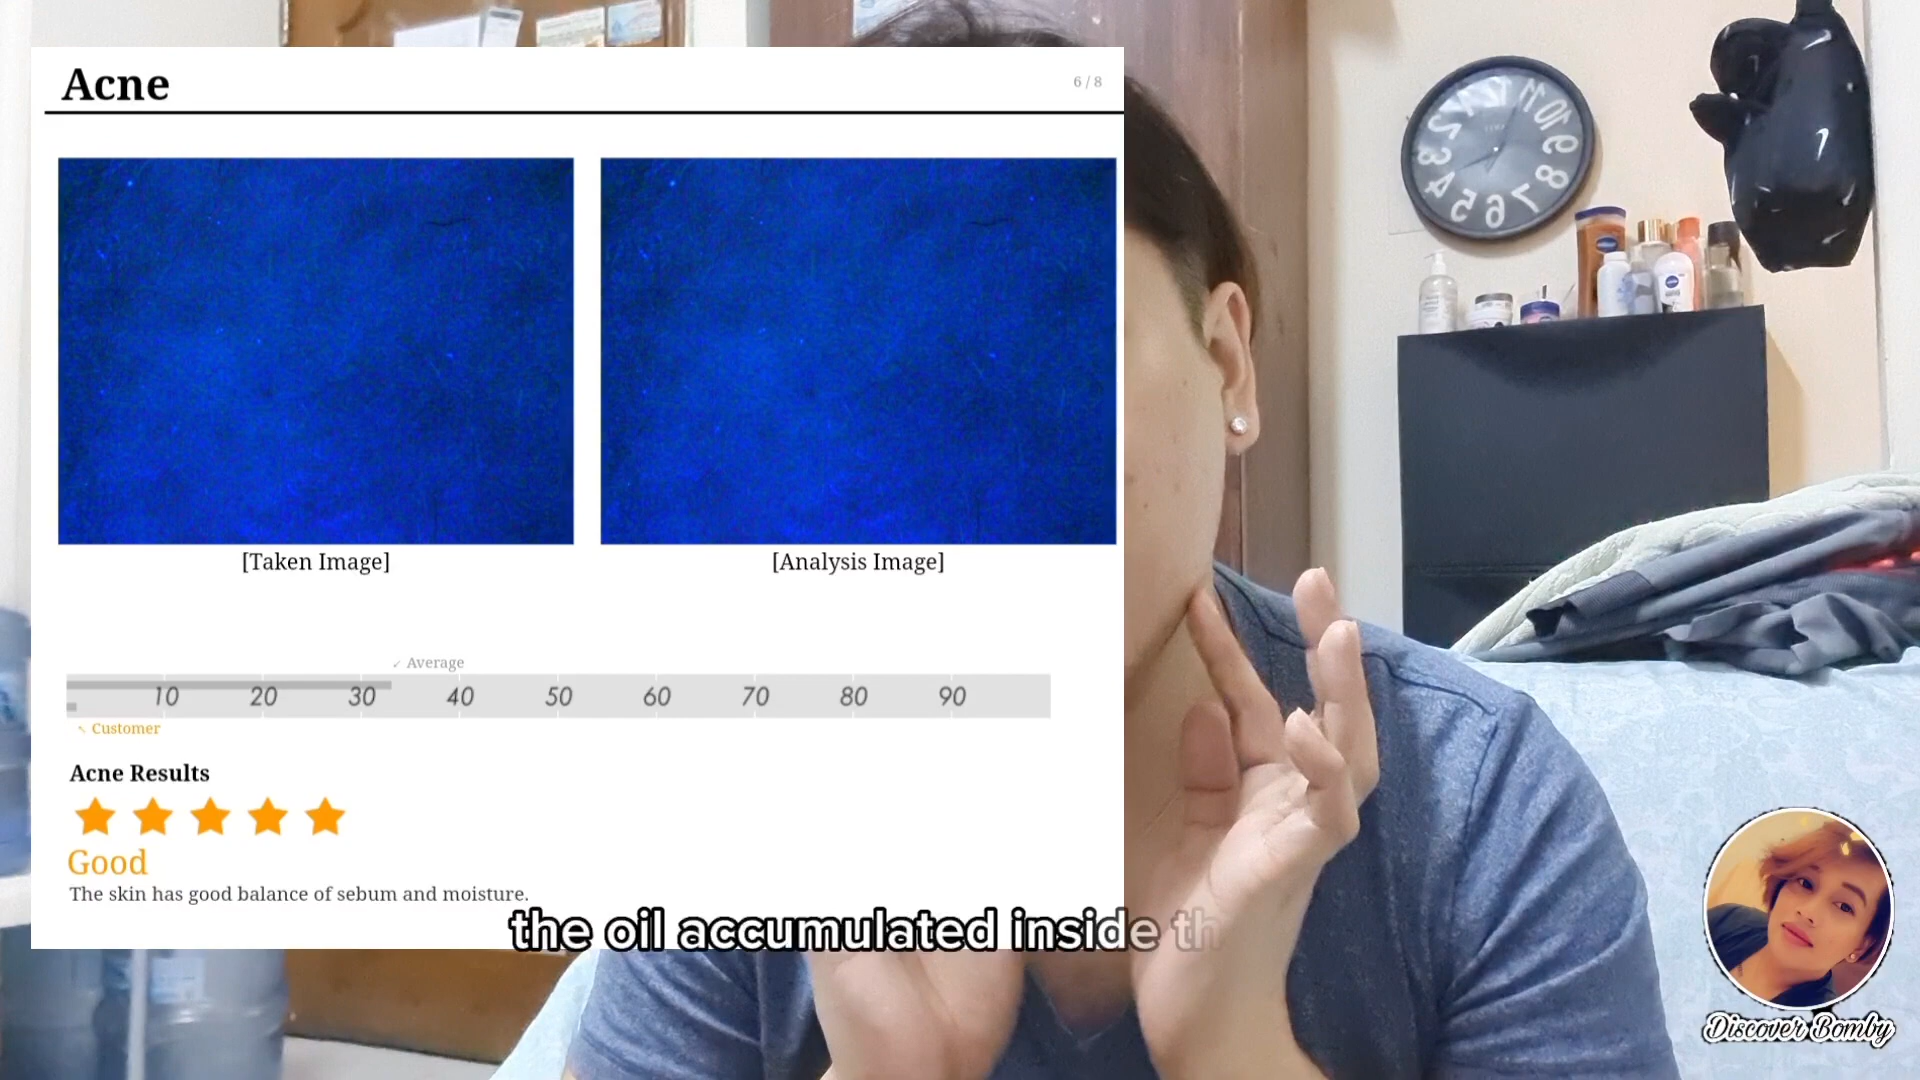 Acne
6 / 8
[Taken Image]
[Analysis Image]
Average
10 20 30 40 50 60 70 80 90
Customer
Acne Results
Good
The skin has good balance of sebum and moisture.
the oil accumulated inside th
Discover Bomby